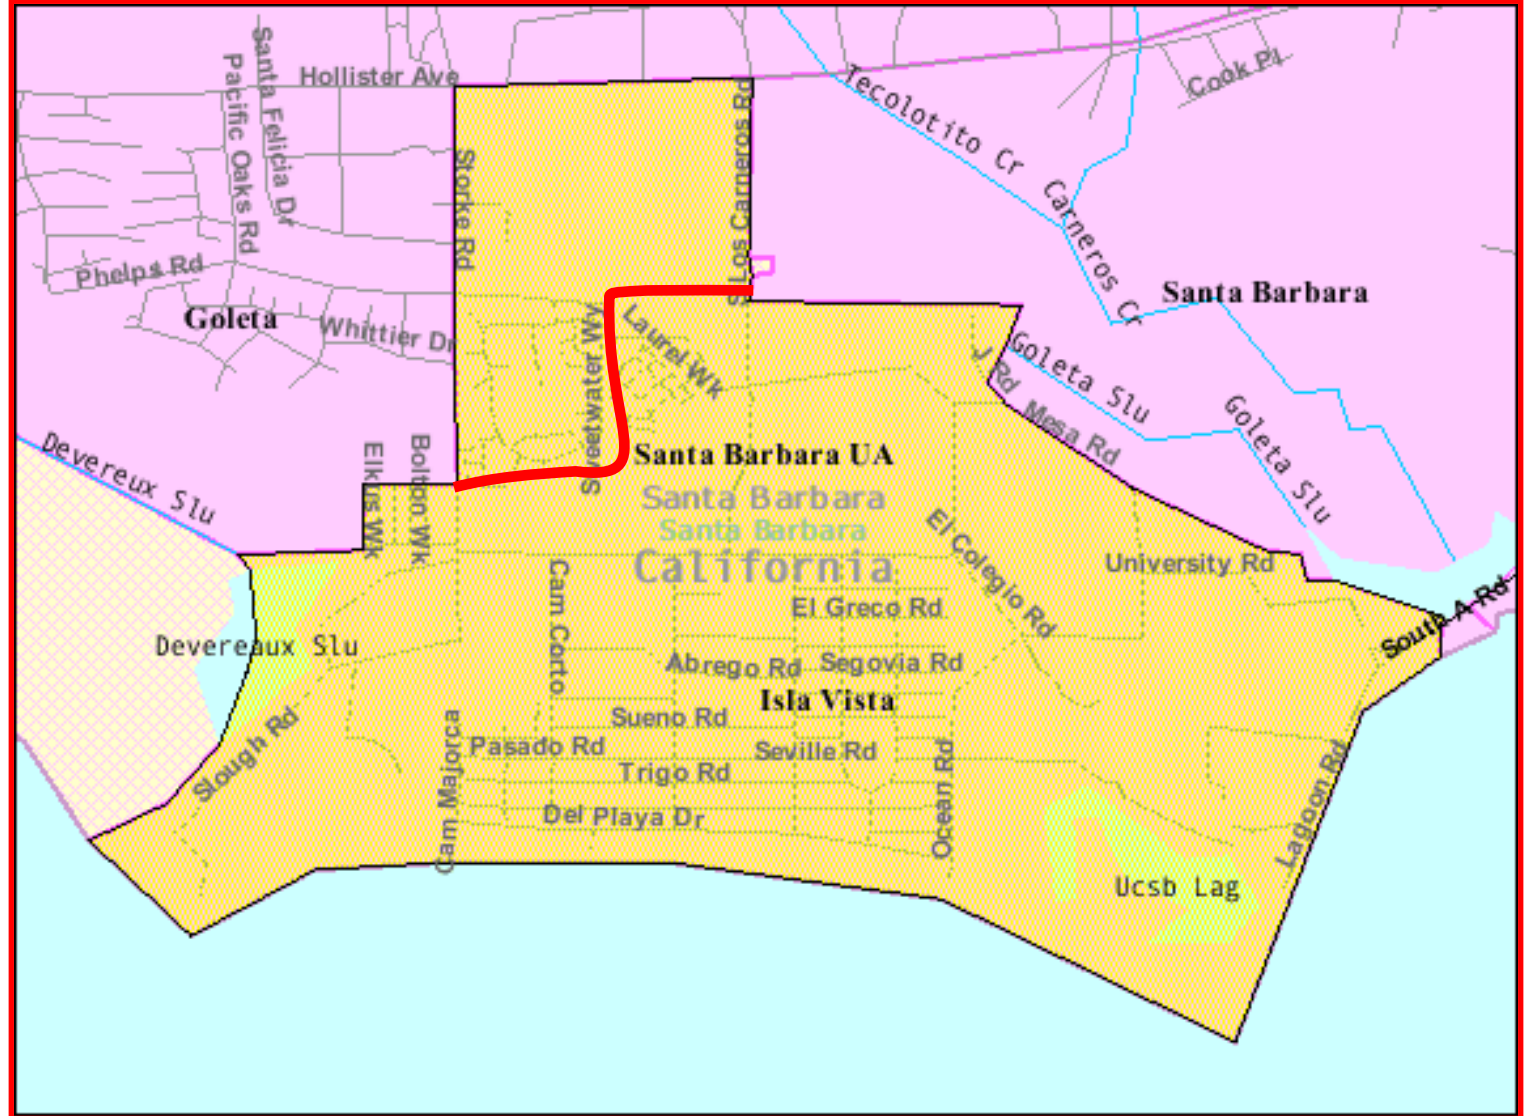 Hollister Ave
Santa Felicia Dr
Pacific Oaks Rd
Storke Rd
S Los Carneros Rd
Tecolotito Cr
Cook Pl
Carneros Cr
Phelps Rd
Goleta
Whittier Dr
Santa Barbara
Sweetwater Wy
Laurel Wk
J Rd
Goleta Slu
Mesa Rd
Goleta Slu
Devereux Slu
Elkus Wk
Bolton Wk
Santa Barbara UA
Santa Barbara
Santa Barbara
California
El Colegio Rd
University Rd
Cam Corto
El Greco Rd
South A Rd
Devereaux Slu
Abrego Rd
Segovia Rd
Isla Vista
Sueno Rd
Slough Rd
Cam Majorca
Pasado Rd
Seville Rd
Trigo Rd
Ocean Rd
Lagoon Rd
Del Playa Dr
Ucsb Lag